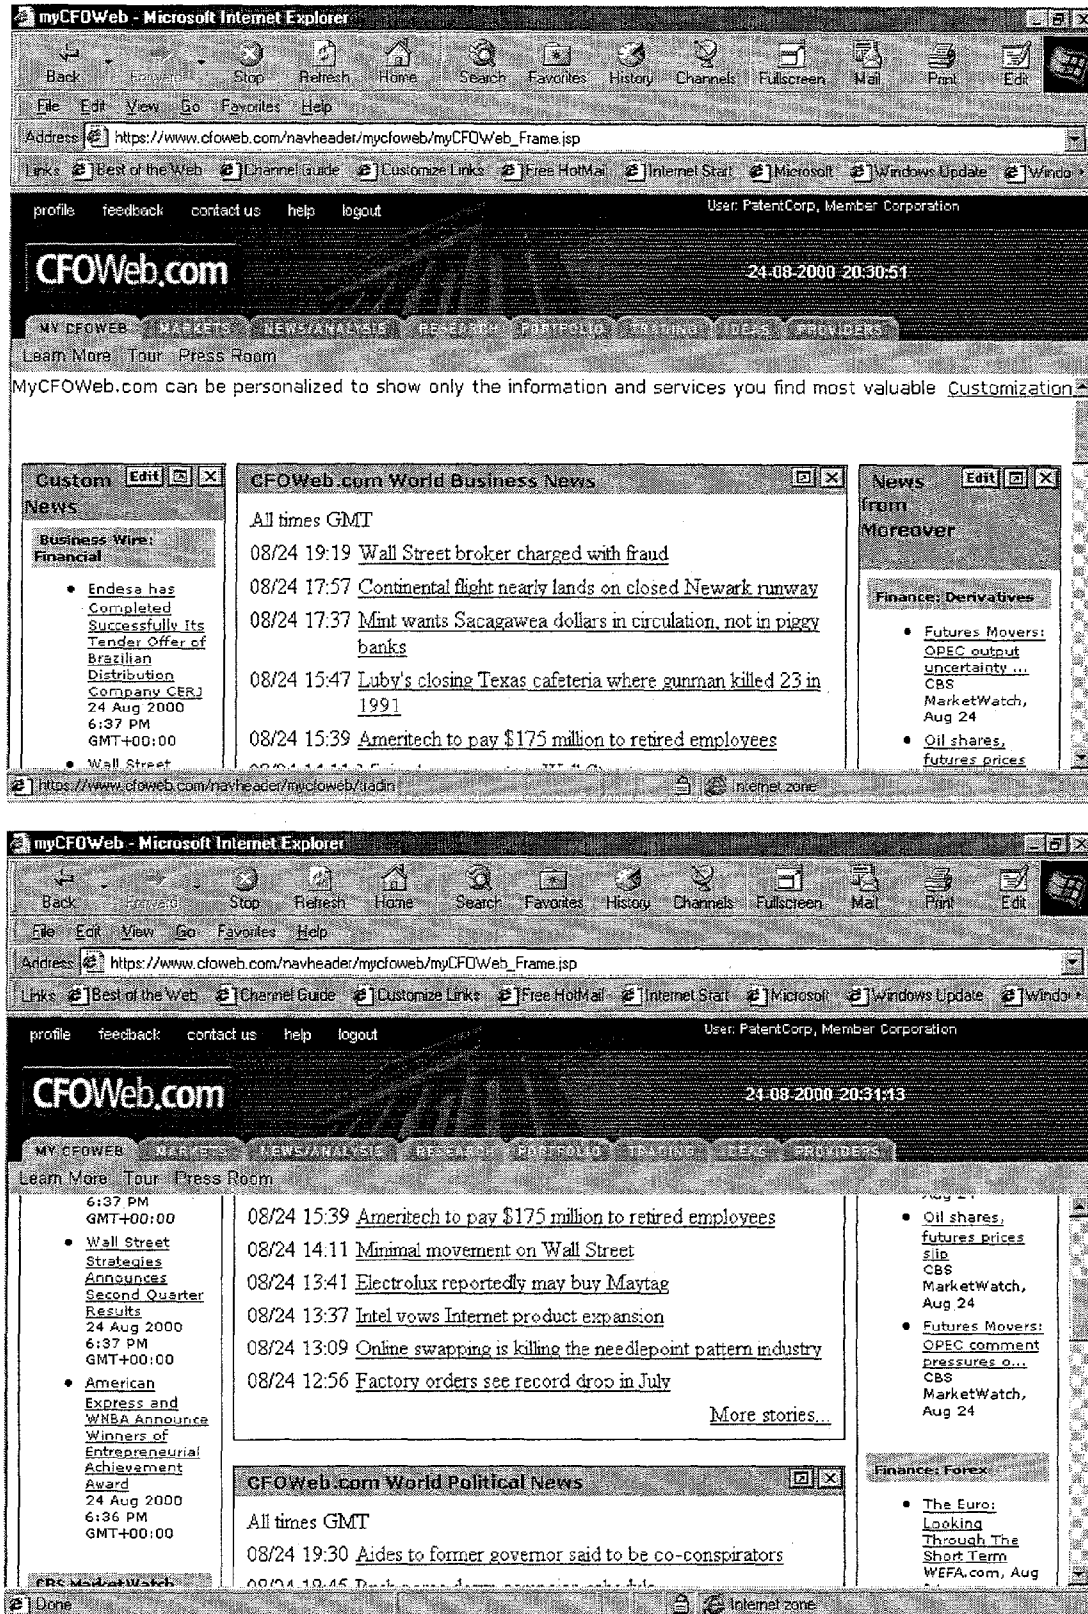 myCFOWeb - Microsoft Internet Explorer
Back Forward Stop Refresh Home Search Favorites History Channels Fullscreen Mail Print Edit
File Edit View Go Favorites Help
Address https://www.cfoweb.com/navheader/mycfoweb/myCFOWeb_Frame.jsp
Links Best of the Web Channel Guide Customize Links Free HotMail Internet Start Microsoft Windows Update Windo
profile feedback contact us help logout User: PatentCorp, Member Corporation
CFOWeb.com
24-08-2000 20:30:51
MY CFOWEB MARKETS NEWS/ANALYSIS RESEARCH PORTFOLIO TRADING IDEAS PROVIDERS
Learn More Tour Press Room
MyCFOWeb.com can be personalized to show only the information and services you find most valuable Customization
Custom News Edit
Business Wire: Financial
Endesa has
Completed
Successfully Its
Tender Offer of
Brazilian
Distribution
Company CERJ
24 Aug 2000
6:37 PM
GMT+00:00
Wall Street
CFOWeb.com World Business News
All times GMT
08/24 19:19 Wall Street broker charged with fraud
08/24 17:57 Continental flight nearly lands on closed Newark runway
08/24 17:37 Mint wants Sacagawea dollars in circulation, not in piggy
banks
08/24 15:47 Luby's closing Texas cafeteria where gunman killed 23 in
1991
08/24 15:39 Ameritech to pay $175 million to retired employees
News Edit
from
Moreover
Finance: Derivatives
Futures Movers:
OPEC output
uncertainty ...
CBS
MarketWatch,
Aug 24
Oil shares,
futures prices
https://www.cfoweb.com/navheader/mycfoweb/ Internet zone
myCFOWeb - Microsoft Internet Explorer
Back Forward Stop Refresh Home Search Favorites History Channels Fullscreen Mail Print Edit
File Edit View Go Favorites Help
Address https://www.cfoweb.com/navheader/mycfoweb/myCFOWeb_Frame.jsp
Links Best of the Web Channel Guide Customize Links Free HotMail Internet Start Microsoft Windows Update Windo
profile feedback contact us help logout User: PatentCorp, Member Corporation
CFOWeb.com
24-08-2000 20:31:13
MY CFOWEB MARKETS NEWS/ANALYSIS RESEARCH PORTFOLIO TRADING IDEAS PROVIDERS
Learn More Tour Press Room
6:37 PM
GMT+00:00
Wall Street
Strategies
Announces
Second Quarter
Results
24 Aug 2000
6:37 PM
GMT+00:00
American
Express and
WNBA Announce
Winners of
Entrepreneurial
Achievement
Award
24 Aug 2000
6:36 PM
GMT+00:00
CBS MarketWatch
08/24 15:39 Ameritech to pay $175 million to retired employees
08/24 14:11 Minimal movement on Wall Street
08/24 13:41 Electrolux reportedly may buy Maytag
08/24 13:37 Intel vows Internet product expansion
08/24 13:09 Online swapping is killing the needlepoint pattern industry
08/24 12:56 Factory orders see record drop in July
More stories...
CFOWeb.com World Political News
All times GMT
08/24 19:30 Aides to former governor said to be co-conspirators
Aug 24
Oil shares,
futures prices
slip
CBS
MarketWatch,
Aug 24
Futures Movers:
OPEC comment
pressures o...
CBS
MarketWatch,
Aug 24
Finance: Forex
The Euro:
Looking
Through The
Short Term
WEFA.com, Aug
Done Internet zone